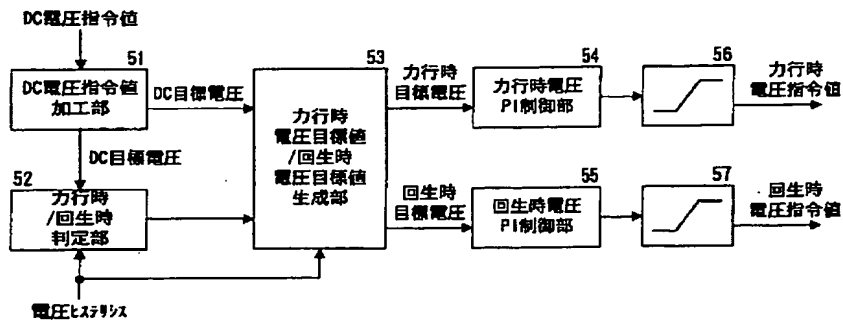 DC電圧指令値
51
DC電圧指令値
加工部
DC目標電圧
DC目標電圧
52
力行時
/回生時
判定部
電圧ヒステリシス
53
力行時
電圧目標値
/回生時
電圧目標値
生成部
力行時
目標電圧
54
力行時電圧
PI制御部
56
力行時
電圧指令値
回生時
目標電圧
55
回生時電圧
PI制御部
57
回生時
電圧指令値